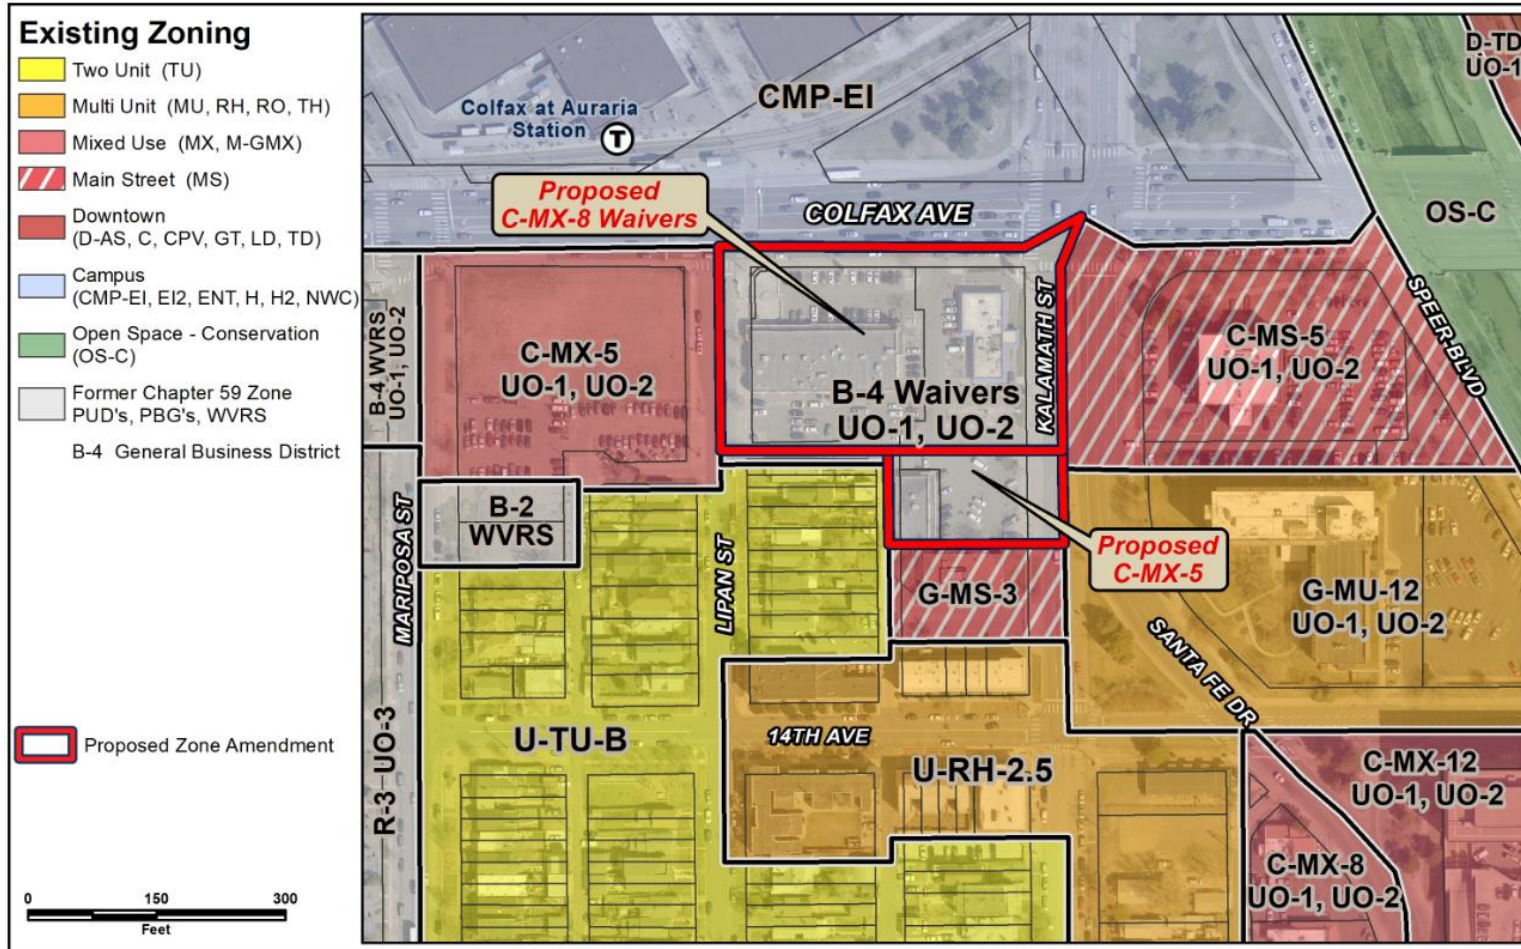 Existing Zoning
Two Unit (TU)
Multi Unit (MU, RH, RO, TH)
Mixed Use (MX, M-GMX)
Main Street (MS)
Downtown
(D-AS, C, CPV, GT, LD, TD)
Campus
(CMP-EI, EI2, ENT, H, H2, NWC)
Open Space - Conservation
(OS-C)
Former Chapter 59 Zone
PUD's, PBG's, WVRS
B-4 General Business District
Proposed Zone Amendment
0 150 300
Feet
CMP-EI
D-TD
UO-1
Colfax at Auraria
Station
T
Proposed
C-MX-8 Waivers
COLFAX AVE
OS-C
B-4 WVRS
UO-1, UO-2
C-MX-5
UO-1, UO-2
B-4 Waivers
UO-1, UO-2
KALAMATH ST
C-MS-5
UO-1, UO-2
SPEER BLVD
MARIPOSA ST
B-2
WVRS
LIPAN ST
Proposed
C-MX-5
G-MS-3
G-MU-12
UO-1, UO-2
SANTA FE DR
R-3 UO-3
U-TU-B
14TH AVE
U-RH-2.5
C-MX-12
UO-1, UO-2
C-MX-8
UO-1, UO-2